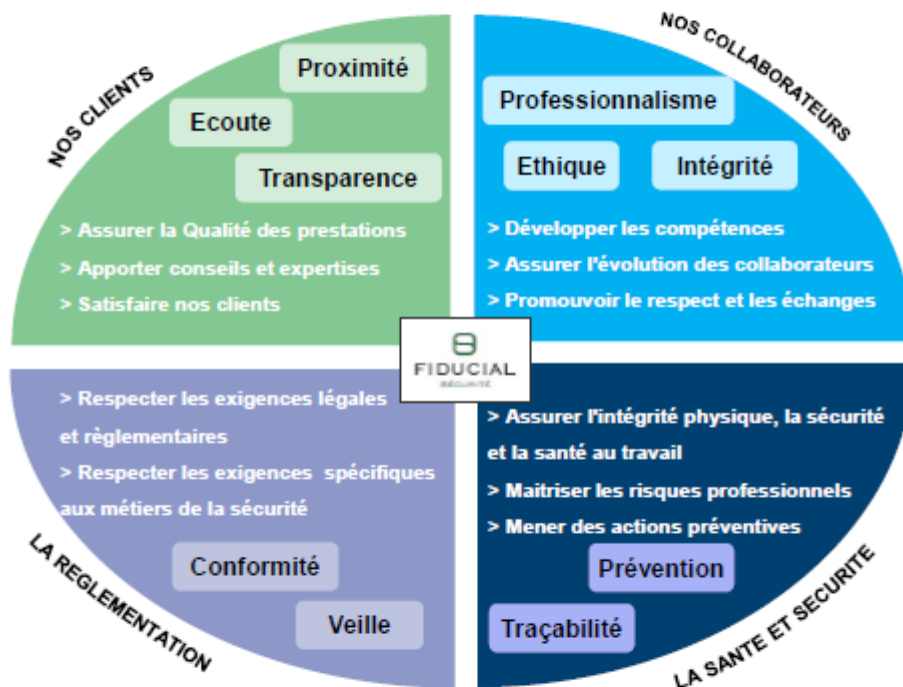 NOS CLIENTS
Proximité
Ecoute
Transparence
> Assurer la Qualité des prestations
> Apporter conseils et expertises
> Satisfaire nos clients
NOS COLLABORATEURS
Professionnalisme
Ethique
Intégrité
> Développer les compétences
> Assurer l'évolution des collaborateurs
> Promouvoir le respect et les échanges
FIDUCIAL
SÉCURITÉ
> Respecter les exigences légales
et règlementaires
> Respecter les exigences spécifiques
aux métiers de la sécurité
Conformité
Veille
LA REGLEMENTATION
> Assurer l'intégrité physique, la sécurité
et la santé au travail
> Maitriser les risques professionnels
> Mener des actions préventives
Prévention
Traçabilité
LA SANTE ET SECURITE